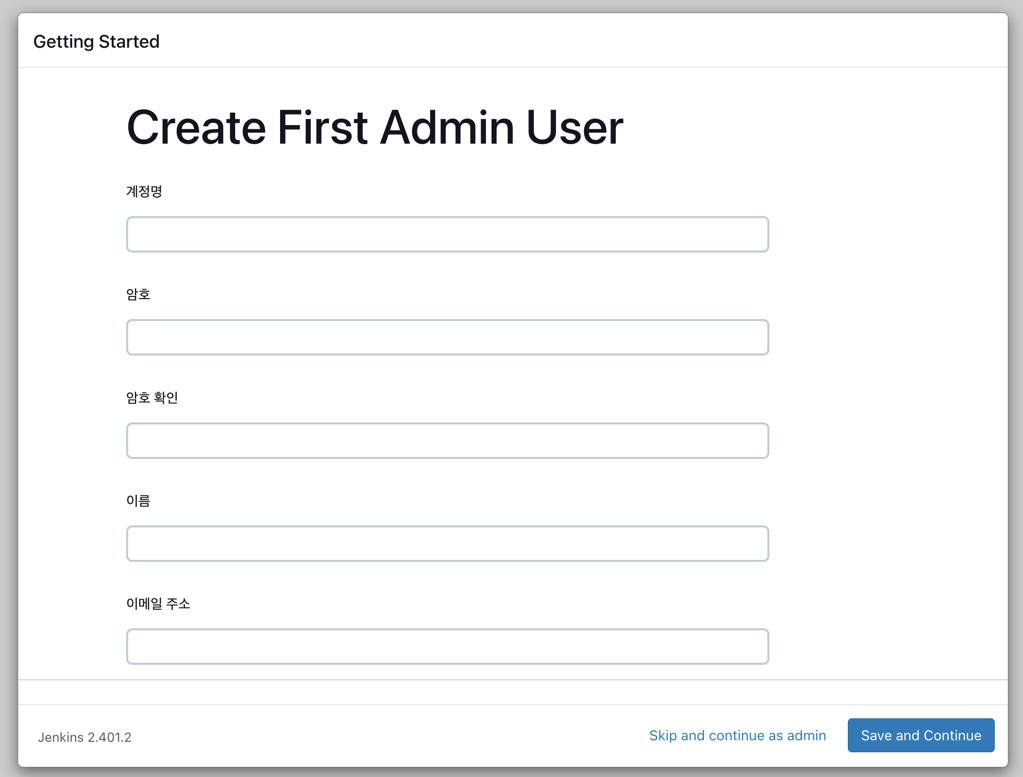 Getting Started
Create First Admin User
계정명
암호
암호 확인
이름
이메일 주소
Jenkins 2.401.2
Skip and continue as admin
Save and Continue